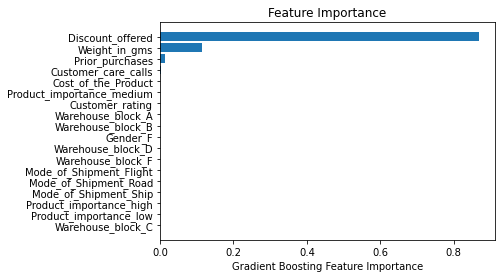 Feature Importance
Discount_offered
Weight_in_gms
Prior_purchases
Customer_care_calls
Cost_of_the_Product
Product_importance_medium
Customer_rating
Warehouse_block_A
Warehouse_block_B
Gender_F
Warehouse_block_D
Warehouse_block_F
Mode_of_Shipment_Flight
Mode_of_Shipment_Road
Mode_of_Shipment_Ship
Product_importance_high
Product_importance_low
Warehouse_block_C
0.0 0.2 0.4 0.6 0.8
Gradient Boosting Feature Importance